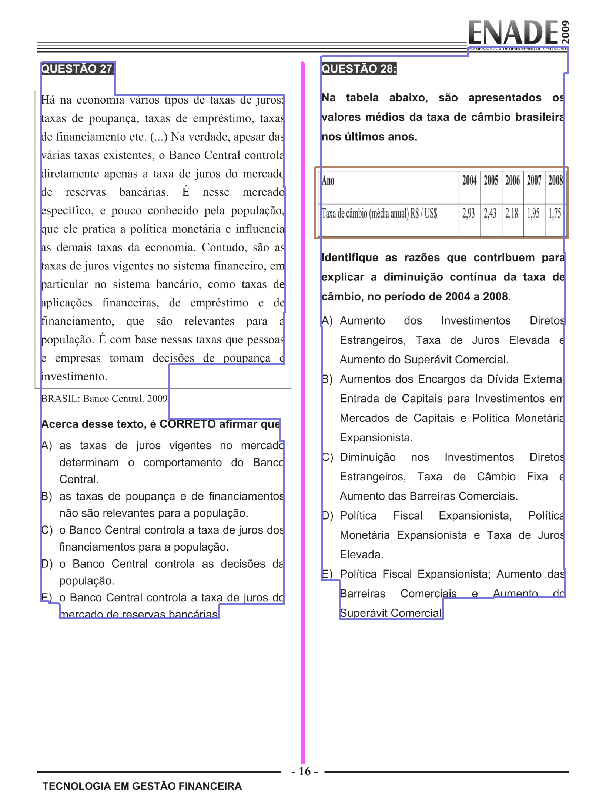 ENADE 2009
QUESTÃO 27
Há na economia vários tipos de taxas de juros:
taxas de poupança, taxas de empréstimo, taxas
de financiamento etc. (...) Na verdade, apesar das
várias taxas existentes, o Banco Central controla
diretamente apenas a taxa de juros do mercado
de reservas bancárias. É nesse mercado
específico, e pouco conhecido pela população,
que ele pratica a política monetária e influencia
as demais taxas da economia. Contudo, são as
taxas de juros vigentes no sistema financeiro, em
particular no sistema bancário, como taxas de
aplicações financeiras, de empréstimo e de
financiamento, que são relevantes para a
população. É com base nessas taxas que pessoas
e empresas tomam decisões de poupança e
investimento.
BRASIL: Banco Central. 2009
Acerca desse texto, é CORRETO afirmar que
A) as taxas de juros vigentes no mercado
determinam o comportamento do Banco
Central.
B) as taxas de poupança e de financiamentos
não são relevantes para a população.
C) o Banco Central controla a taxa de juros dos
financiamentos para a população.
D) o Banco Central controla as decisões da
população.
E) o Banco Central controla a taxa de juros do
mercado de reservas bancárias
QUESTÃO 28:
Na tabela abaixo, são apresentados os
valores médios da taxa de câmbio brasileira
nos últimos anos.
Ano 2004 2005 2006 2007 2008
Taxa de câmbio (média anual) R$ / US$ 2,93 2,43 2,18 1,95 1,75
Identifique as razões que contribuem para
explicar a diminuição contínua da taxa de
câmbio, no período de 2004 a 2008.
A) Aumento dos Investimentos Diretos
Estrangeiros, Taxa de Juros Elevada e
Aumento do Superávit Comercial.
B) Aumentos dos Encargos da Dívida Externa,
Entrada de Capitais para Investimentos em
Mercados de Capitais e Política Monetária
Expansionista.
C) Diminuição nos Investimentos Diretos
Estrangeiros, Taxa de Câmbio Fixa e
Aumento das Barreiras Comerciais.
D) Política Fiscal Expansionista, Política
Monetária Expansionista e Taxa de Juros
Elevada.
E) Política Fiscal Expansionista; Aumento das
Barreiras Comerciais e Aumento do
Superávit Comercial
- 16 -
TECNOLOGIA EM GESTÃO FINANCEIRA